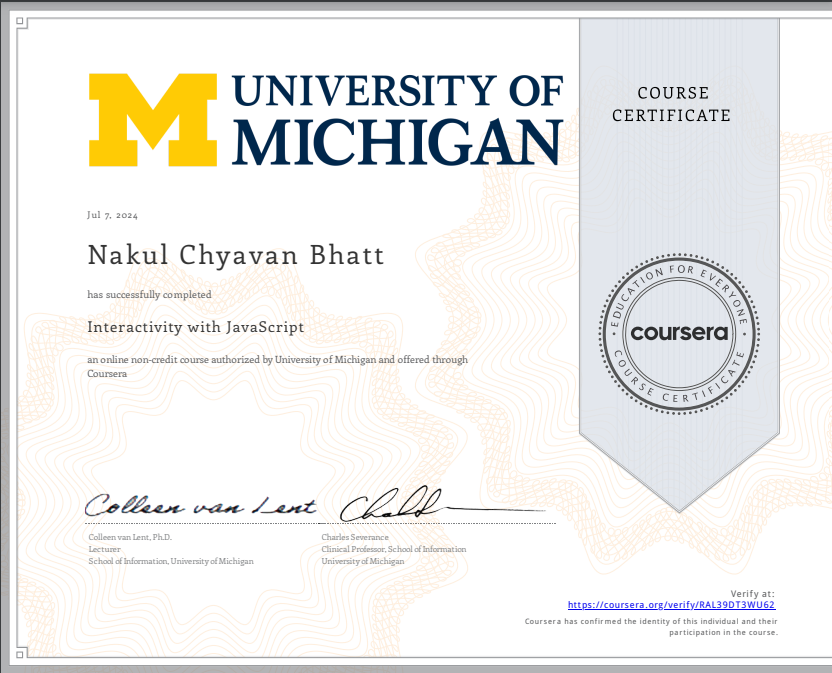 M UNIVERSITY OF
MICHIGAN
COURSE
CERTIFICATE
Jul 7, 2024
Nakul Chyavan Bhatt
has successfully completed
Interactivity with JavaScript
an online non-credit course authorized by University of Michigan and offered through
Coursera
EDUCATION FOR EVERYONE
coursera
COURSE CERTIFICATE
Colleen van Lent
Colleen van Lent, Ph.D.
Lecturer
School of Information, University of Michigan
Charles Severance
Clinical Professor, School of Information
University of Michigan
Verify at:
https://coursera.org/verify/RAL39DT3WU62
Coursera has confirmed the identity of this individual and their
participation in the course.